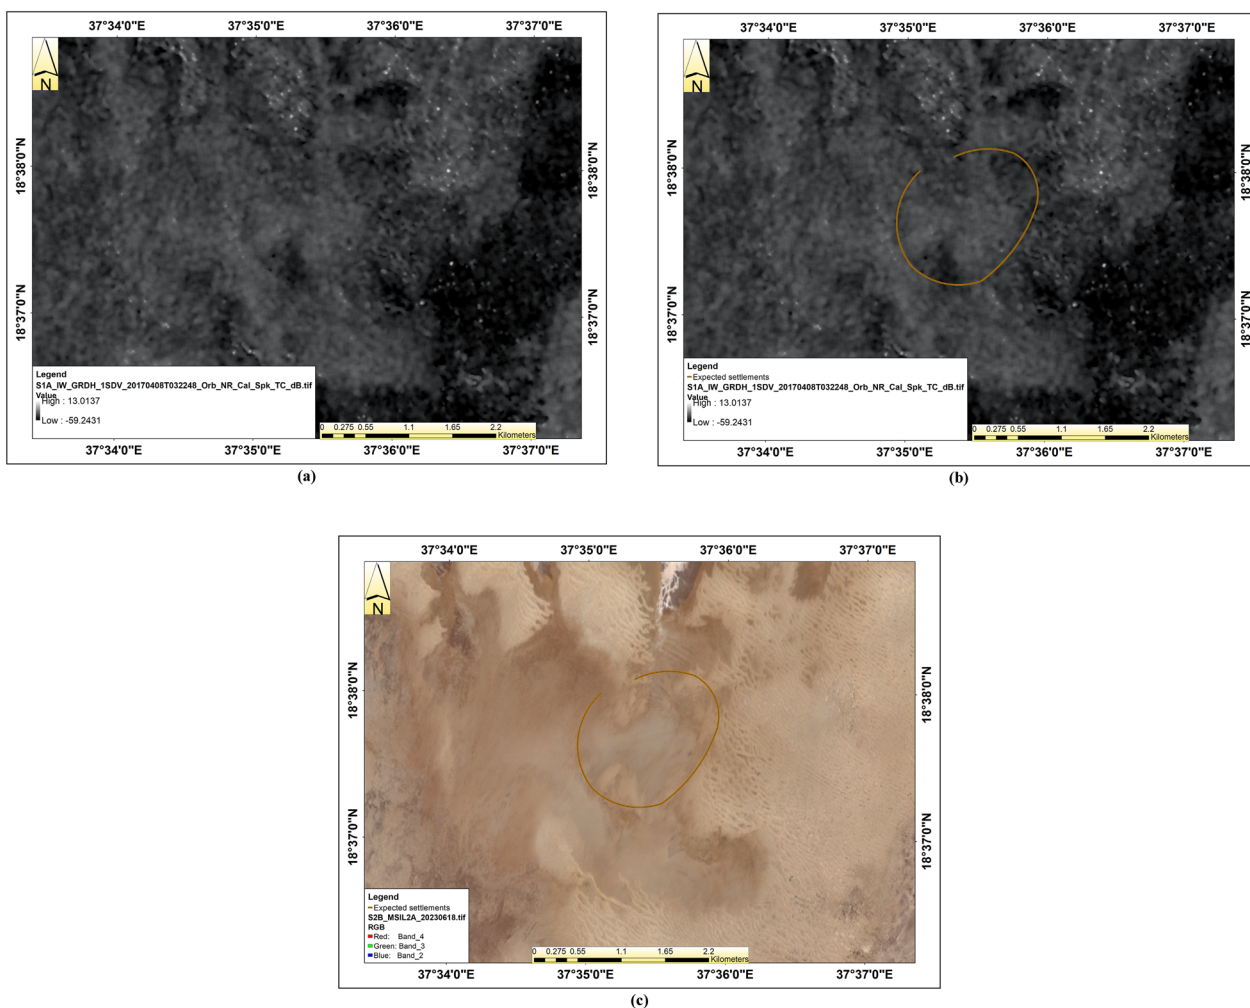 37°34'0"E 37°35'0"E 37°36'0"E 37°37'0"E
N
18°38'0"N 18°38'0"N
18°37'0"N 18°37'0"N
Legend
S1A_IW_GRDH_1SDV_20170408T032248_Orb_NR_Cal_Spk_TC_dB.tif
Value
High : 13.0137
Low : -59.2431
0 0.275 0.55 1.1 1.65 2.2
Kilometers
37°34'0"E 37°35'0"E 37°36'0"E 37°37'0"E
(a)
37°34'0"E 37°35'0"E 37°36'0"E 37°37'0"E
N
18°38'0"N 18°38'0"N
18°37'0"N 18°37'0"N
Legend
Expected settlements
S1A_IW_GRDH_1SDV_20170408T032248_Orb_NR_Cal_Spk_TC_dB.tif
Value
High : 13.0137
Low : -59.2431
0 0.275 0.55 1.1 1.65 2.2
Kilometers
37°34'0"E 37°35'0"E 37°36'0"E 37°37'0"E
(b)
37°34'0"E 37°35'0"E 37°36'0"E 37°37'0"E
N
18°38'0"N 18°38'0"N
18°37'0"N 18°37'0"N
Legend
Expected settlements
S2B_MSIL2A_20230618.tif
RGB
Red: Band_4
Green: Band_3
Blue: Band_2
0 0.275 0.55 1.1 1.65 2.2
Kilometers
37°34'0"E 37°35'0"E 37°36'0"E 37°37'0"E
(c)